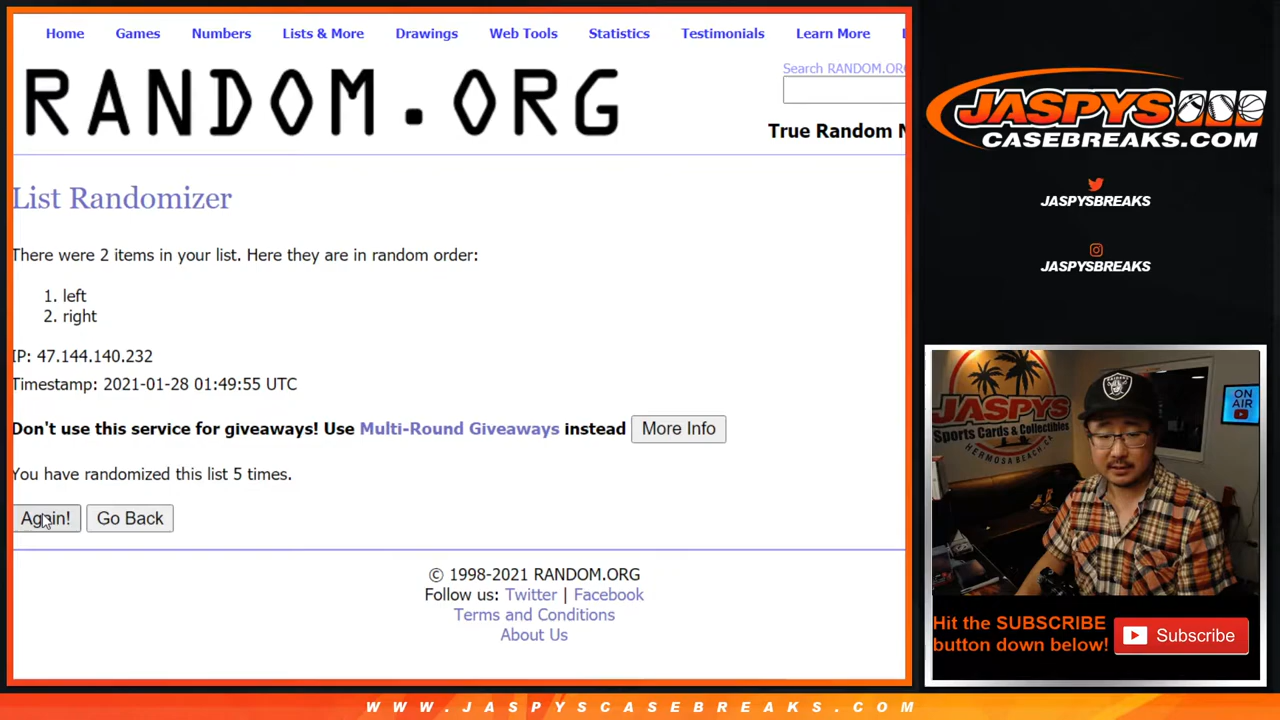 Home Games Numbers Lists & More Drawings Web Tools Statistics Testimonials Learn More
Search RANDOM.ORG
RANDOM.ORG
True Random N
List Randomizer
There were 2 items in your list. Here they are in random order:
1. left
2. right
IP: 47.144.140.232
Timestamp: 2021-01-28 01:49:55 UTC
Don't use this service for giveaways! Use Multi-Round Giveaways instead More Info
You have randomized this list 5 times.
Again! Go Back
© 1998-2021 RANDOM.ORG
Follow us: Twitter | Facebook
Terms and Conditions
About Us
JASPYS
CASEBREAKS.COM
JASPYSBREAKS
JASPYSBREAKS
JASPYS
Sports Cards & Collectibles
HERMOSA BEACH, CA
RAIDERS
ON
AIR
Hit the SUBSCRIBE
button down below!
Subscribe
WWW.JASPYSCASEBREAKS.COM